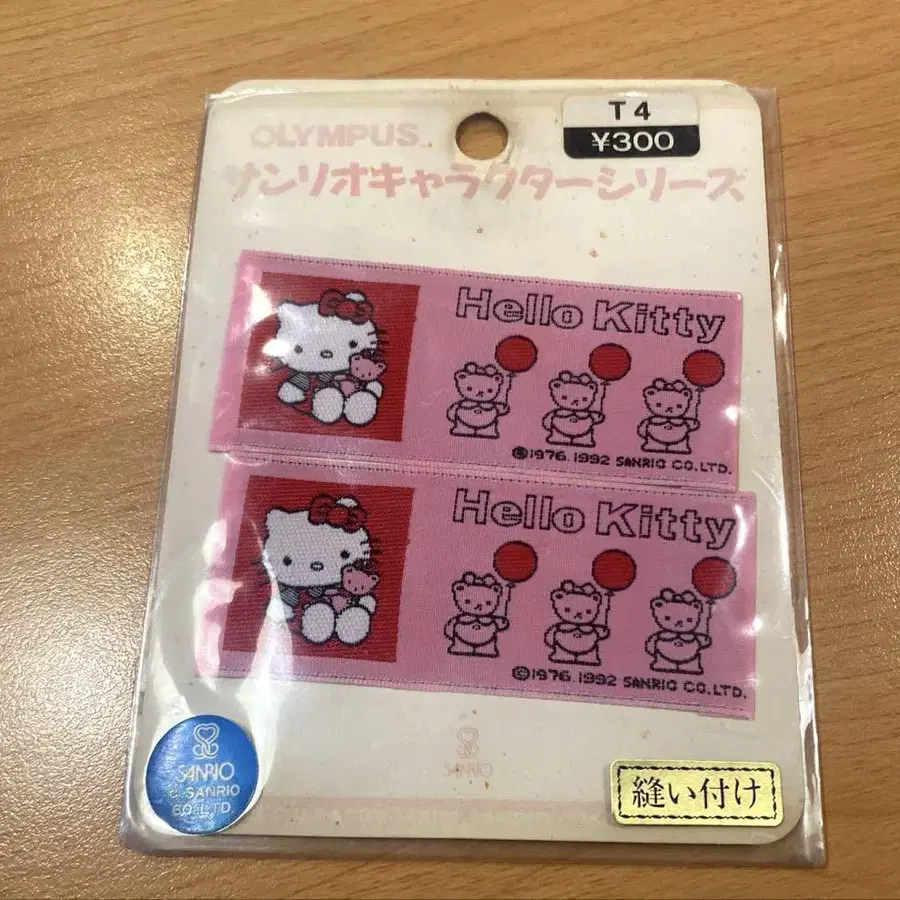 T4
¥300
OLYMPUS
サンリオキャラクターシリーズ
Hello Kitty
©1976.1992 SANRIO CO.,LTD.
Hello Kitty
©1976.1992 SANRIO CO.,LTD.
SANRIO
© SANRIO
CO.,LTD.
SANRIO
縫い付け